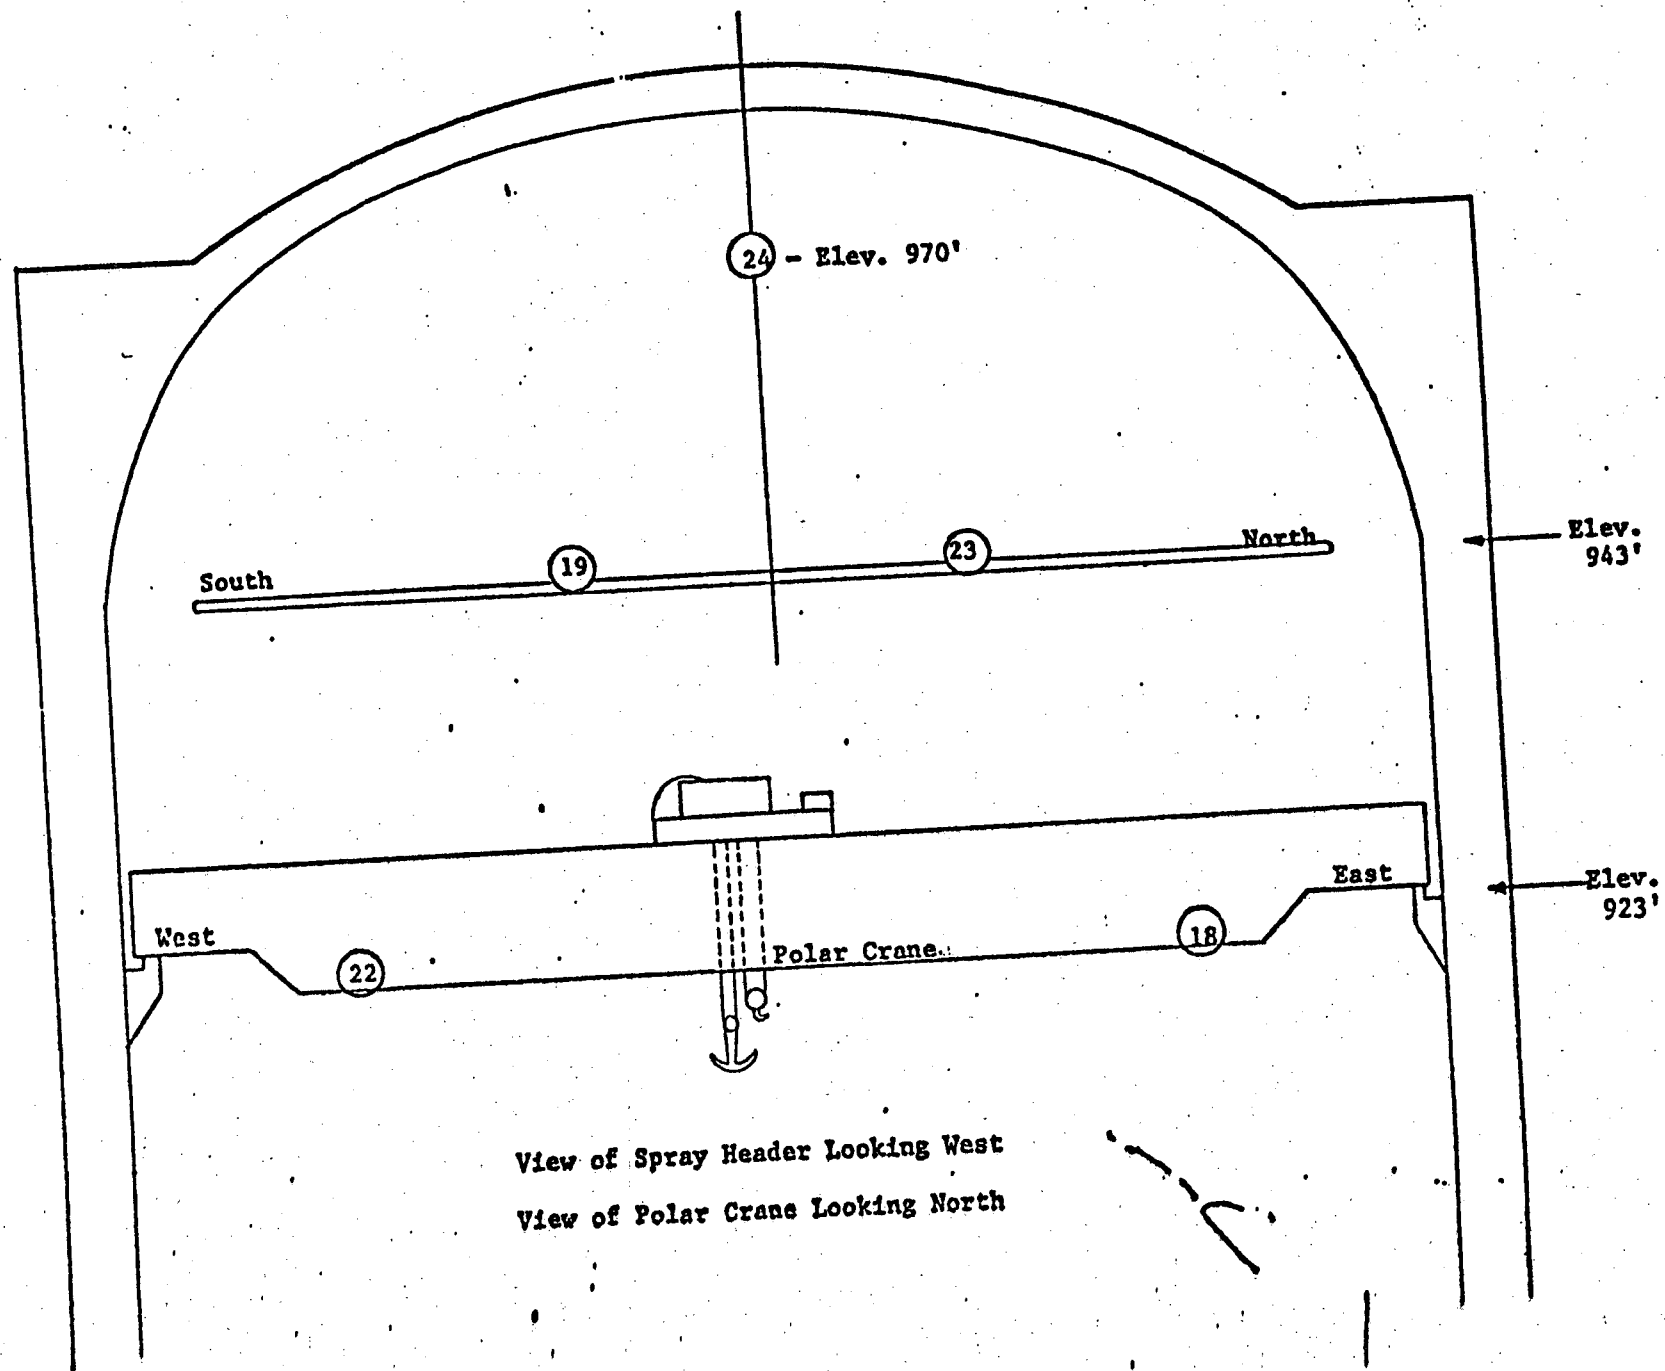 24 - Elev. 970'
Elev.
943'
North
23
19
South
Elev.
923'
East
18
West
Polar Crane
22
View of Spray Header Looking West
View of Polar Crane Looking North